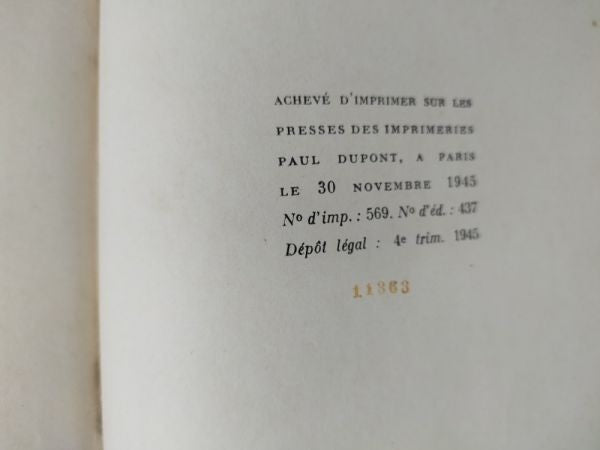 ACHEVÉ D'IMPRIMER SUR LES
PRESSES DES IMPRIMERIES
PAUL DUPONT, A PARIS
LE 30 NOVEMBRE 1945
Nº d'imp. : 569. Nº d'éd. : 437
Dépôt légal : 4e trim. 1945
11863